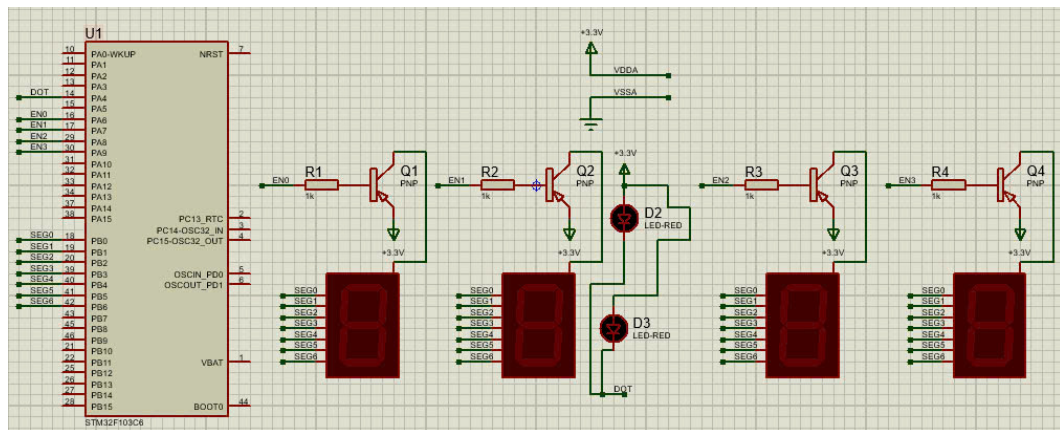 U1
10 PA0-WKUP NRST 7
11 PA1
12 PA2
13 PA3
DOT 14 PA4
15 PA5
EN0 16 PA6
EN1 17 PA7
EN2 29 PA8
EN3 30 PA9
31 PA10
32 PA11
33 PA12
34 PA13
37 PA14
38 PA15
PC13_RTC 2
PC14-OSC32_IN 3
SEG0 18 PB0 PC15-OSC32_OUT 4
SEG1 19 PB1
SEG2 20 PB2
SEG3 39 PB3 OSCIN_PD0 5
SEG4 40 PB4 OSCOUT_PD1 6
SEG5 41 PB5
SEG6 42 PB6
43 PB7
45 PB8
46 PB9
21 PB10
22 PB11 VBAT 1
25 PB12
26 PB13
27 PB14
28 PB15 BOOT0 44
STM32F103C6
+3.3V
VDDA
VSSA
EN0 R1 1k Q1 PNP
+3.3V
SEG0
SEG1
SEG2
SEG3
SEG4
SEG5
SEG6
EN1 R2 1k Q2 PNP
+3.3V
SEG0
SEG1
SEG2
SEG3
SEG4
SEG5
SEG6
+3.3V
D2
LED-RED
D3
LED-RED
DOT
EN2 R3 1k Q3 PNP
+3.3V
SEG0
SEG1
SEG2
SEG3
SEG4
SEG5
SEG6
EN3 R4 1k Q4 PNP
+3.3V
SEG0
SEG1
SEG2
SEG3
SEG4
SEG5
SEG6